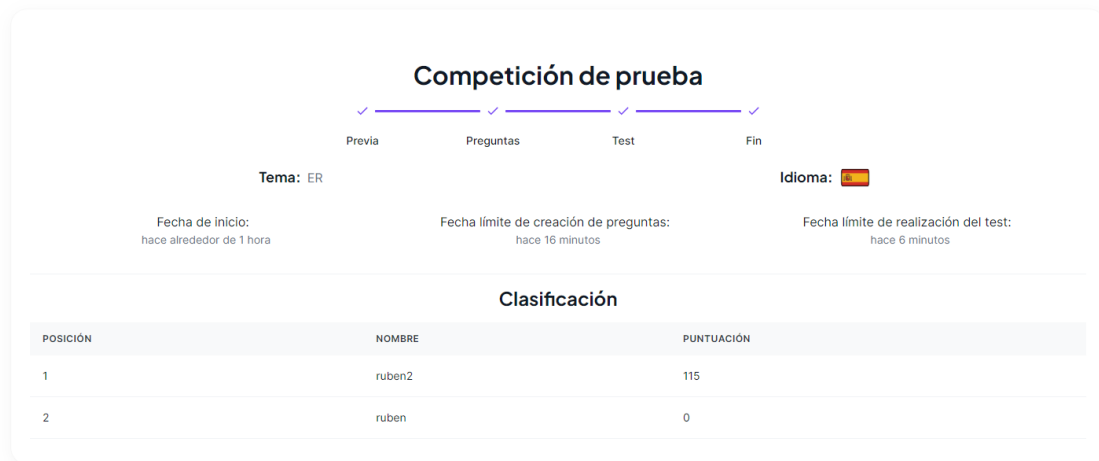 Competición de prueba
Previa Preguntas Test Fin
Tema: ER Idioma:
Fecha de inicio: Fecha límite de creación de preguntas: Fecha límite de realización del test:
hace alrededor de 1 hora hace 16 minutos hace 6 minutos
Clasificación
POSICIÓN NOMBRE PUNTUACIÓN
1 ruben2 115
2 ruben 0